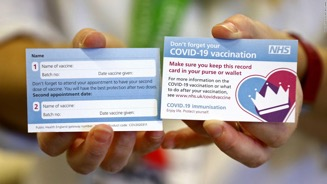 Name
1 Name of vaccine:
Batch no: Date vaccine given:
Don't forget to attend your appointment to have your second
dose of vaccine. You will have the best protection after two doses.
Second appointment date:
2 Name of vaccine:
Batch no: Date vaccine given:
Don't forget your
COVID-19 vaccination
NHS
Make sure you keep this record
card in your purse or wallet
For more information on the
COVID-19 vaccination or what
to do after your vaccination,
see www.nhs.uk/covidvaccine
COVID-19 immunisation
Protect yourself.